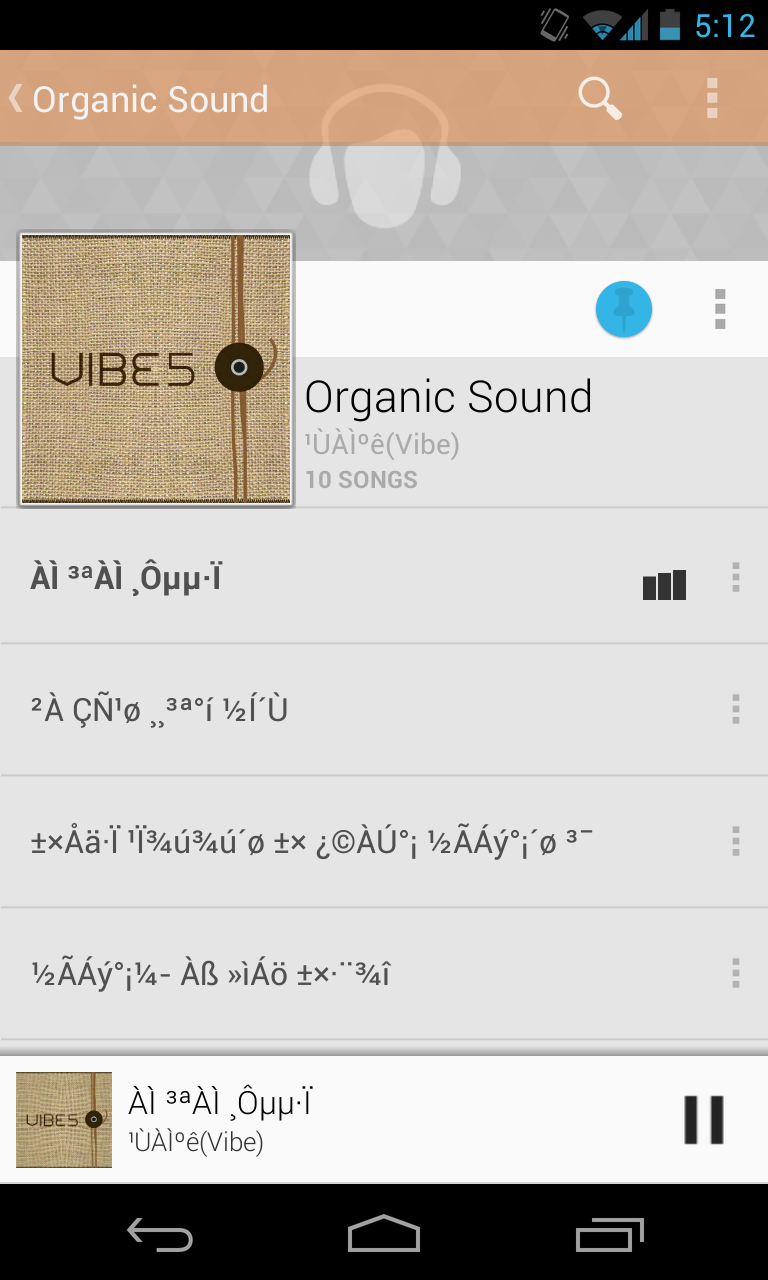 5:12
Organic Sound
VIBE5
Organic Sound
¹ÙÀÌºê(Vibe)
10 SONGS
ÀÌ ³ªÀÌ ¸Ôµµ·Ï
²À ÇÑ¹ø ¸¸³ª°í ½Í´Ù
±×Åä·Ï ¹Ï¾ú¾ú´ø ±× ¿©ÀÚ°¡ ½ÃÁý°¡´ø ³¯
½ÃÁý°¡¼­- Àß »ìÁö ±×·¨¾î
VIBE5
ÀÌ ³ªÀÌ ¸Ôµµ·Ï
¹ÙÀÌºê(Vibe)